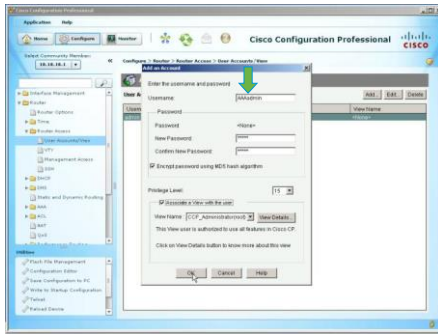 Cisco Configuration Professional
Application Help
Home Configure Monitor
Cisco Configuration Professional
CISCO
Select Community Member:
10.10.10.1
Configure > Router > Router Access > User Accounts/View
Add an Account
Enter the username and password
Username: AAAadmin
Password
Password <None>
New Password: *****
Confirm New Password: *****
Encrypt password using MD5 hash algorithm
Privilege Level: 15
Associate a View with the user
View Name: CCP_Administrator(root) View Details...
This View user is authorized to use all features in Cisco CP.
Click on View Details button to know more about this view
OK Cancel Help
Add... Edit... Delete
View Name
<None>
Interface Management
Router
Router Options
Time
Router Access
User Accounts/View
VTY
Management Access
SSH
DHCP
DNS
Static and Dynamic Routing
AAA
ACL
NAT
QoS
Utilities
Flash File Management
Configuration Editor
Save Configuration to PC
Write to Startup Configuration
Telnet
Reload Device